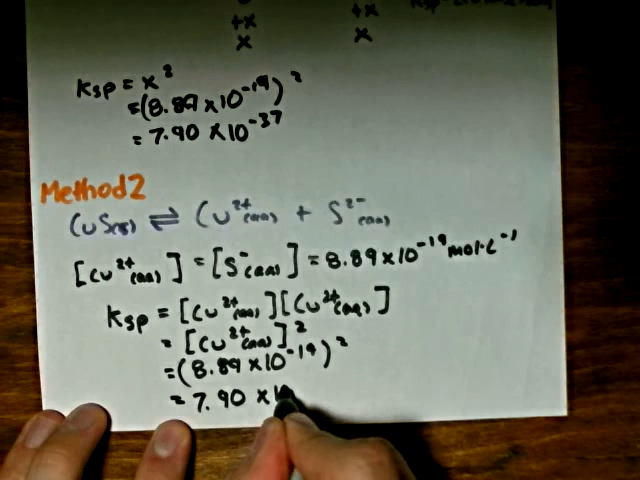 +x +x
x x
Ksp = x²
= (8.89 x 10⁻¹⁹)²
= 7.90 x 10⁻³⁷
Method 2
CuS(s) ⇌ Cu²⁺(aq) + S²⁻(aq)
[Cu²⁺(aq)] = [S⁻(aq)] = 8.89 x 10⁻¹⁹ mol·L⁻¹
Ksp = [Cu²⁺(aq)][Cu²⁺(aq)]
= [Cu²⁺(aq)]²
= (8.89 x 10⁻¹⁹)²
= 7.90 x